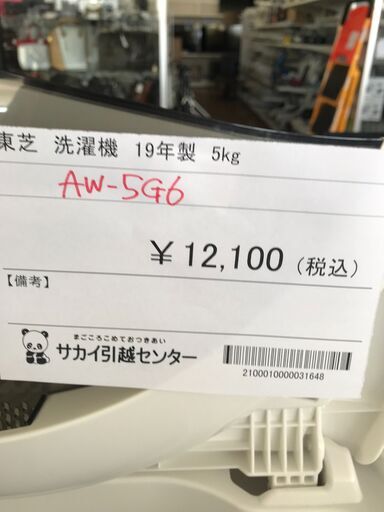 東芝 洗濯機 19年製 5kg
AW-5G6
￥12,100（税込）
【備考】
まごころこめておつきあい
サカイ引越センター
2100010000031648